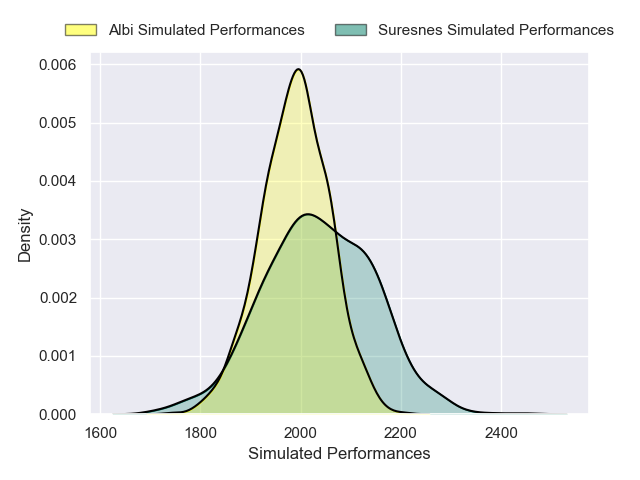 Albi Simulated Performances Suresnes Simulated Performances
0.006
0.005
0.004
0.003
0.002
0.001
0.000
Density
1600 1800 2000 2200 2400
Simulated Performances